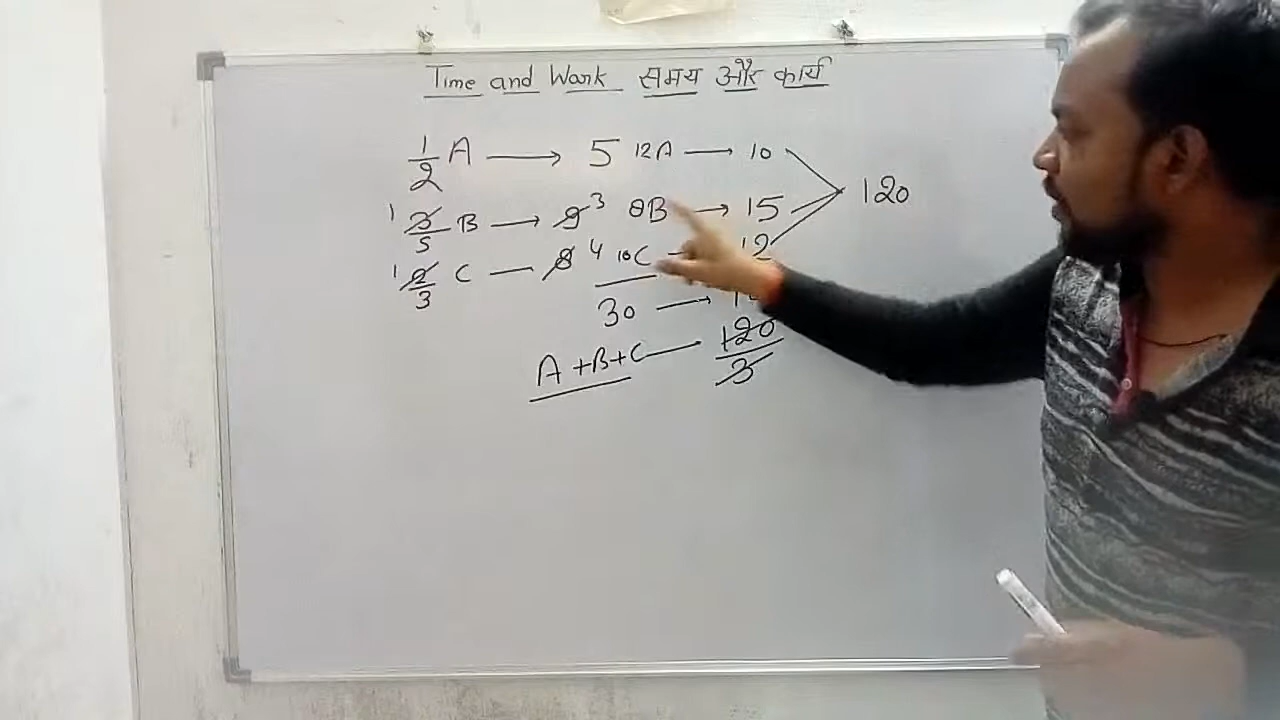 Time and Work समय और कार्य
1/2 A → 5 12A → 10 120
1 3/5 B → 9 3 8B → 15
1 2/3 C — 8 4 10C → 12
30 →
A+B+C → 120/3